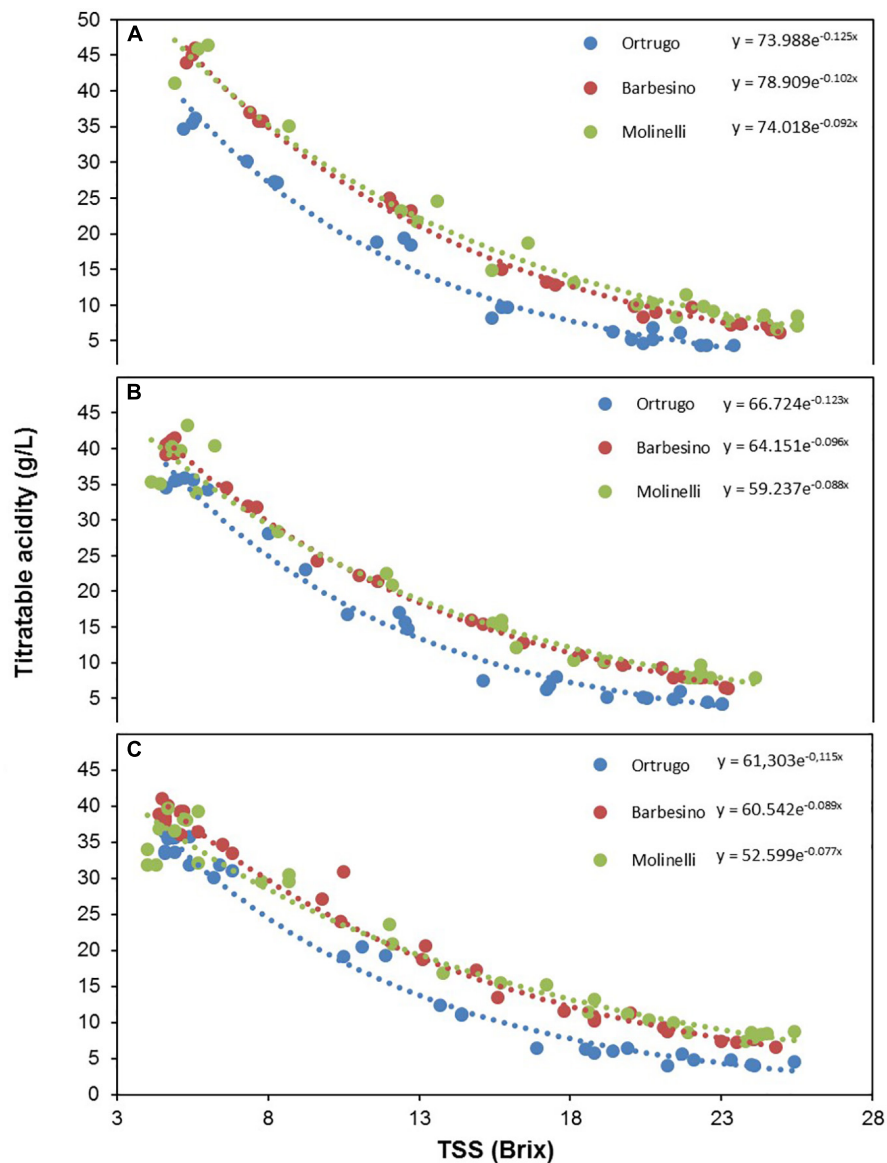 A
50
45
40
35
30
25
20
15
10
5
Ortrugo y = 73.988e^-0.125x
Barbesino y = 78.909e^-0.102x
Molinelli y = 74.018e^-0.092x
B
45
40
35
30
25
20
15
10
5
Ortrugo y = 66.724e^-0.123x
Barbesino y = 64.151e^-0.096x
Molinelli y = 59.237e^-0.088x
Titratable acidity (g/L)
C
45
40
35
30
25
20
15
10
5
0
Ortrugo y = 61,303e^-0,115x
Barbesino y = 60.542e^-0.089x
Molinelli y = 52.599e^-0.077x
3 8 13 18 23 28
TSS (Brix)